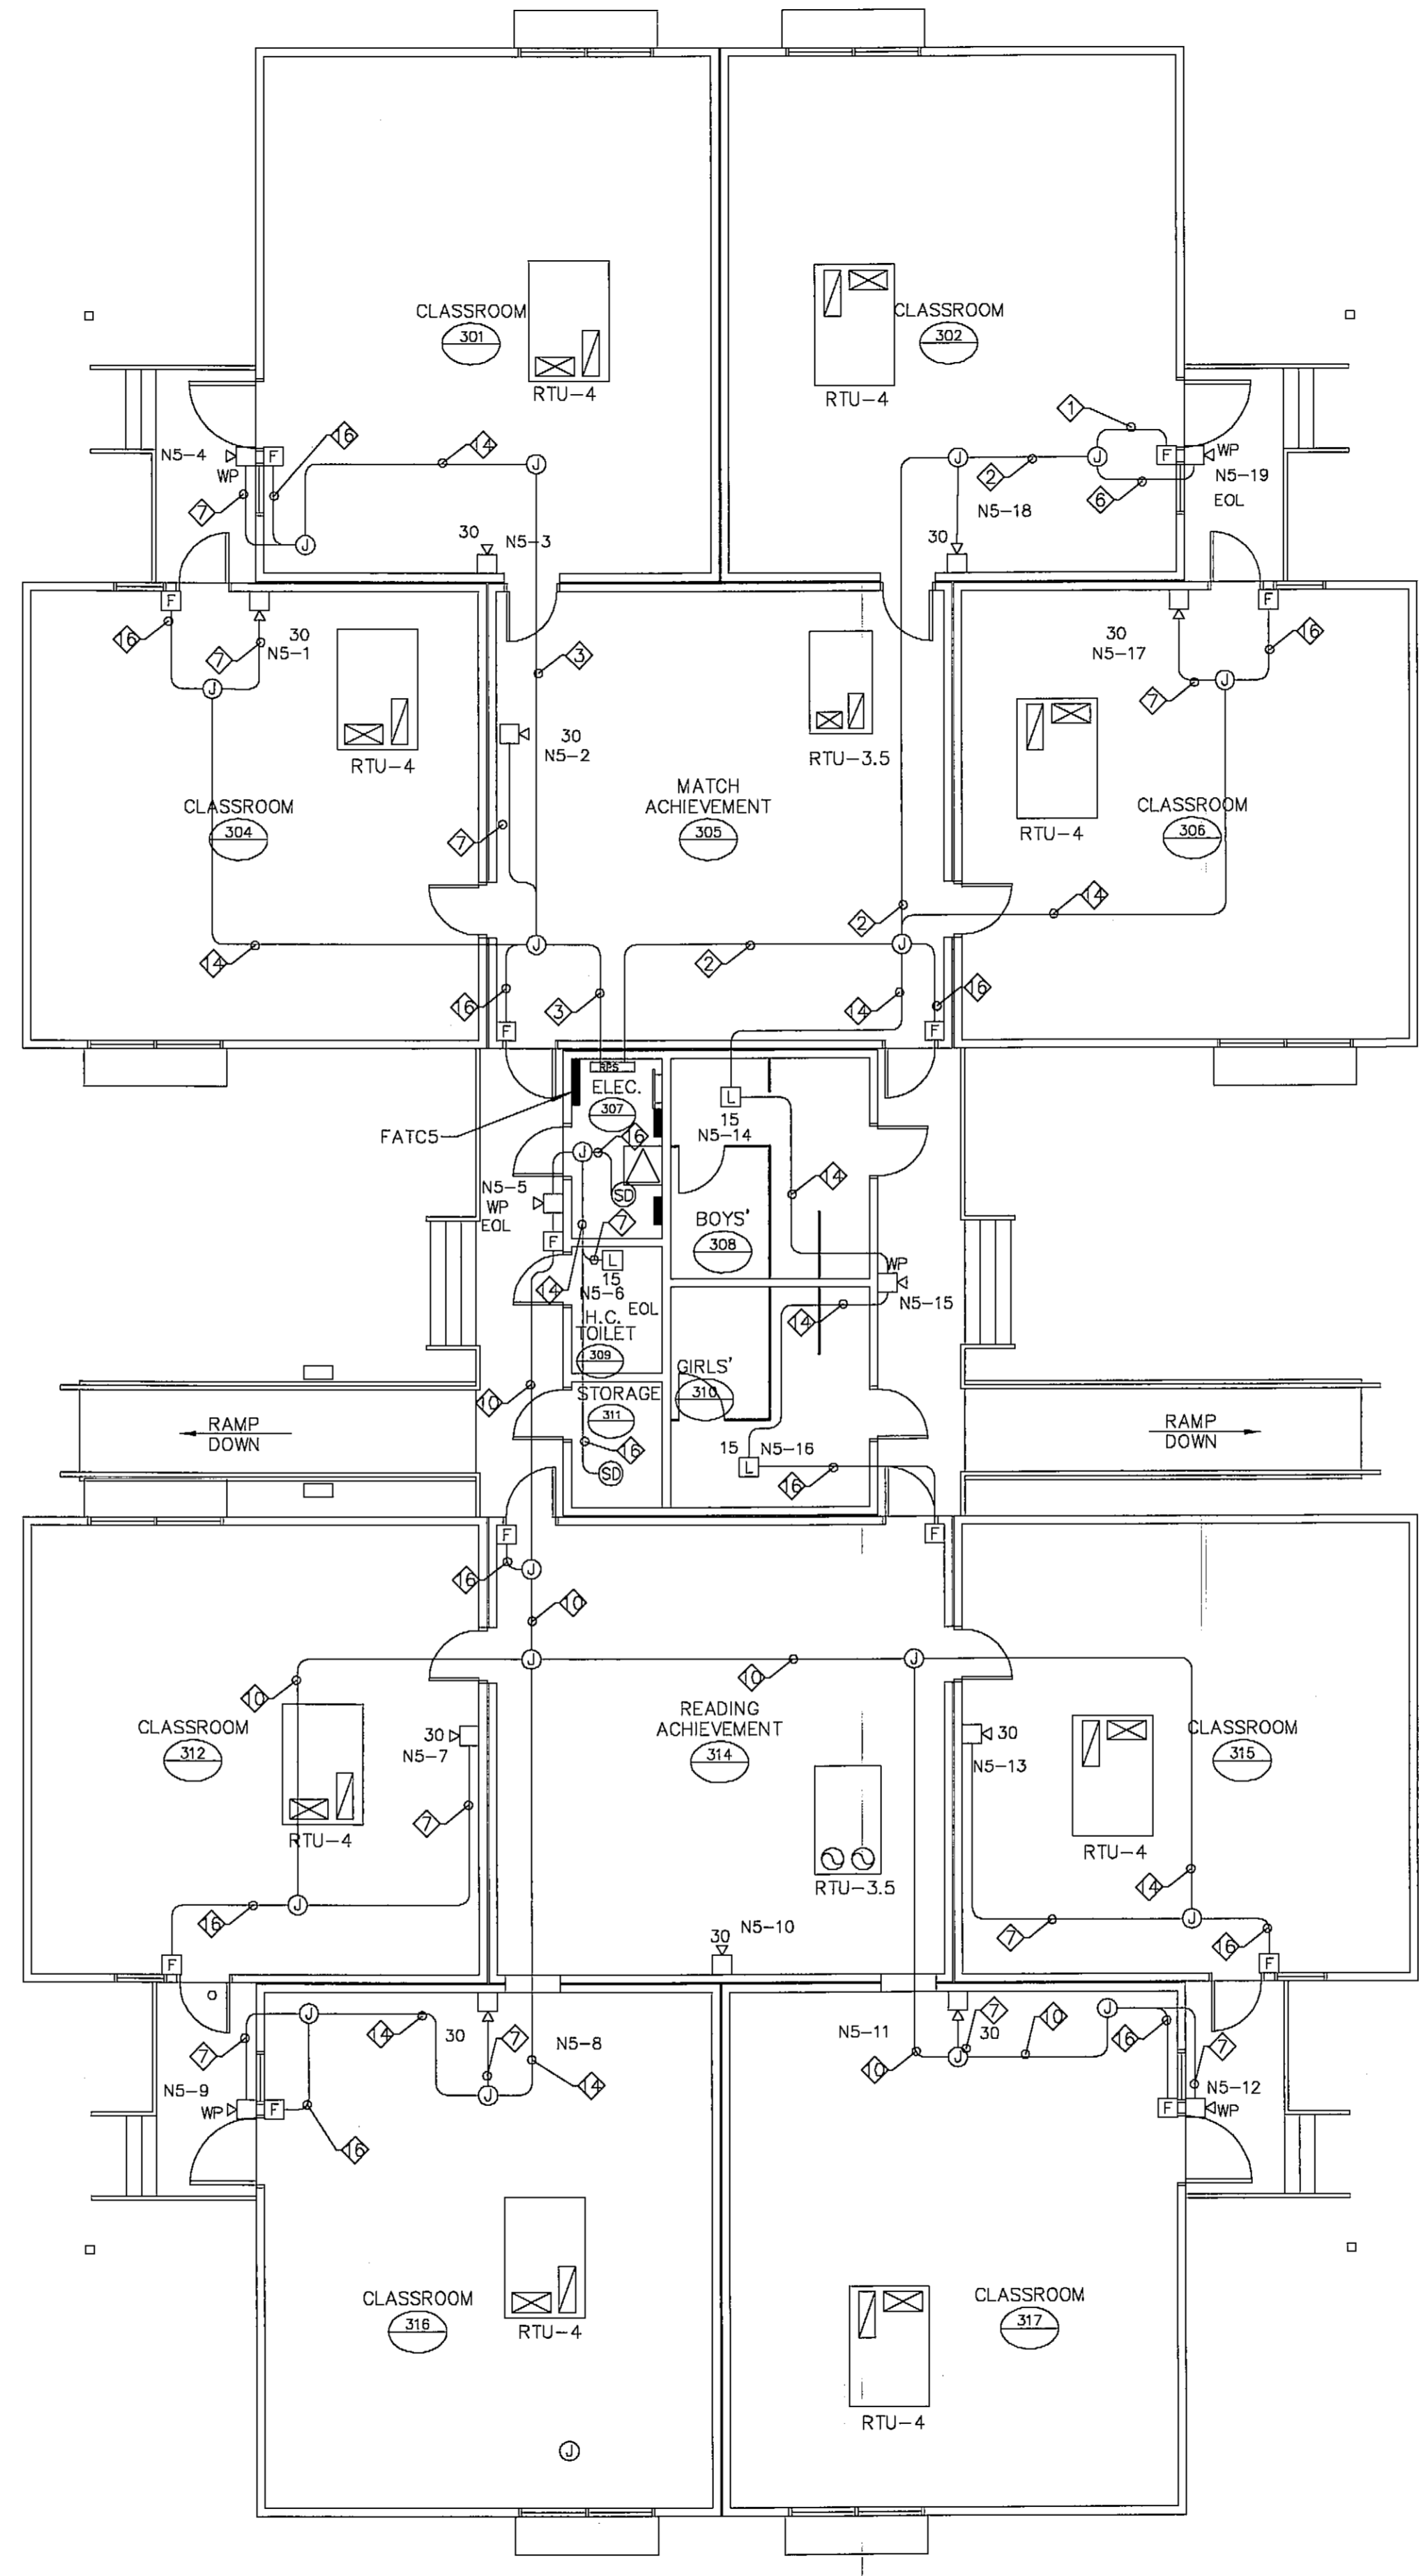 CLASSROOM
301
RTU-4
CLASSROOM
302
RTU-4
1
16
14
N5-4
F
WP
J
J
2
J
F
WP
N5-19
EOL
7
6
N5-18
30
N5-3
J
30
F
16
7
30
N5-1
J
RTU-4
3
30
N5-2
RTU-3.5
30
N5-17
7
F
16
J
RTU-4
CLASSROOM
304
7
MATCH
ACHIEVEMENT
305
CLASSROOM
306
14
J
2
2
J
14
16
3
14
16
F
F
RPS
ELEC.
307
FATC5
L
15
N5-14
16
J
SD
14
N5-5
WP
EOL
F
7
BOYS'
308
L
15
N5-6
EOL
14
WP
N5-15
14
H.C.
TOILET
309
GIRLS'
310
10
STORAGE
311
16
SD
15
N5-16
L
16
RAMP
DOWN
RAMP
DOWN
F
16
J
F
10
J
10
J
10
CLASSROOM
312
RTU-4
30
N5-7
7
READING
ACHIEVEMENT
314
RTU-3.5
30
N5-13
CLASSROOM
315
RTU-4
14
16
J
F
30
N5-10
7
J
16
F
J
14
30
7
N5-8
14
J
7
N5-9
WP
F
16
N5-11
10
7
30
J
10
J
16
7
N5-12
F
WP
CLASSROOM
316
RTU-4
CLASSROOM
317
RTU-4
J